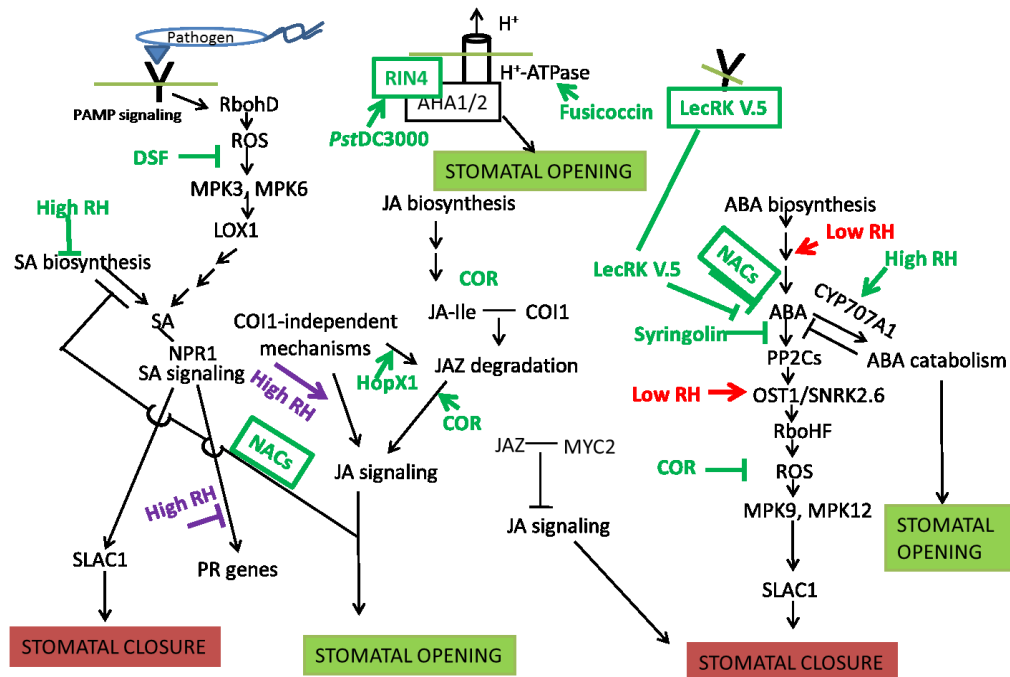 Pathogen
PAMP signaling
RbohD
ROS
DSF
MPK3, MPK6
High RH
LOX1
SA biosynthesis
SA
NPR1
SA signaling
High RH
SLAC1
PR genes
STOMATAL CLOSURE
H⁺
RIN4
H⁺-ATPase
AHA1/2
Fusicoccin
PstDC3000
STOMATAL OPENING
JA biosynthesis
COR
JA-Ile
COI1
COI1-independent
mechanisms
HopX1
JAZ degradation
High RH
COR
NACs
JA signaling
STOMATAL OPENING
JAZ
MYC2
JA signaling
LecRK V.5
LecRK V.5
ABA biosynthesis
Low RH
High RH
NACs
CYP707A1
ABA
Syringolin
PP2Cs
ABA catabolism
Low RH
OST1/SNRK2.6
RboHF
COR
ROS
MPK9, MPK12
STOMATAL
OPENING
SLAC1
STOMATAL CLOSURE